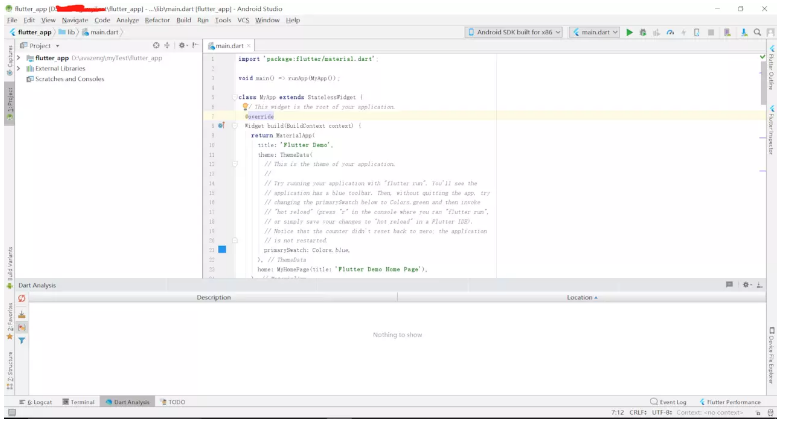 flutter_app [D:\...\myTest\flutter_app] - ...\lib\main.dart [flutter_app] - Android Studio
File Edit View Navigate Code Analyze Refactor Build Run Tools VCS Window Help
flutter_app lib main.dart Android SDK built for x86 main.dart
Project main.dart
flutter_app
External Libraries
Scratches and Consoles
Captures
1: Project
Build Variants
2: Favorites
Z: Structure
1 import 'package:flutter/material.dart';
2
3 void main() => runApp(MyApp());
4
5 class MyApp extends StatelessWidget {
6 // This widget is the root of your application.
7 @override
8 Widget build(BuildContext context) {
9 return MaterialApp(
10 title: 'Flutter Demo',
11 theme: ThemeData(
12 // This is the theme of your application.
13 //
14 // Try running your application with "flutter run". You'll see the
15 // application has a blue toolbar. Then, without quitting the app, try
16 // changing the primarySwatch below to Colors.green and then invoke
17 // "hot reload" (press "r" in the console where you ran "flutter run",
18 // or simply save your changes to "hot reload" in a Flutter IDE).
19 // Notice that the counter didn't reset back to zero; the application
20 // is not restarted.
21 primarySwatch: Colors.blue,
22 ), // ThemeData
23 home: MyHomePage(title: 'Flutter Demo Home Page'),
Flutter Outline
Flutter Inspector
Device File Explorer
Dart Analysis
Description Location
Nothing to show
6: Logcat Terminal Dart Analysis TODO Event Log Flutter Performance
7:12 CRLF: UTF-8: Context: <no context>